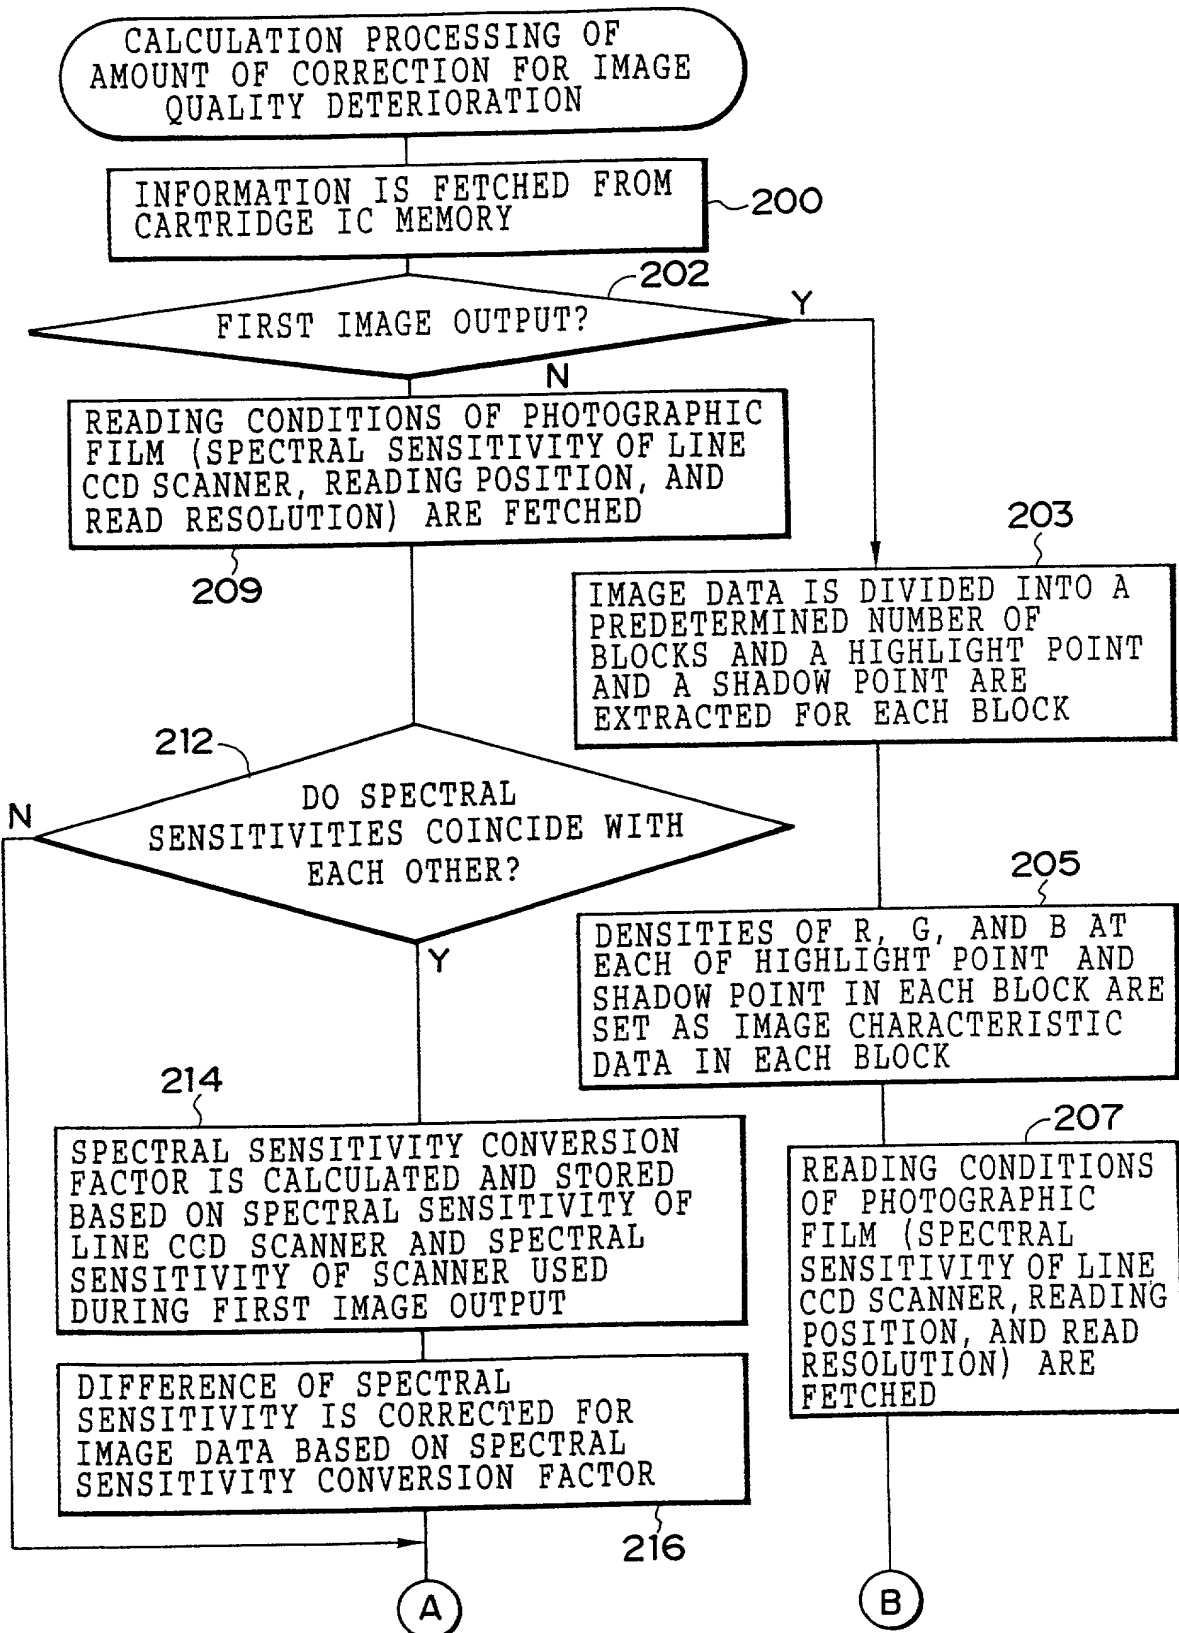 CALCULATION PROCESSING OF
AMOUNT OF CORRECTION FOR IMAGE
QUALITY DETERIORATION
INFORMATION IS FETCHED FROM
CARTRIDGE IC MEMORY
200
202
FIRST IMAGE OUTPUT?
Y
N
READING CONDITIONS OF PHOTOGRAPHIC
FILM (SPECTRAL SENSITIVITY OF LINE
CCD SCANNER, READING POSITION, AND
READ RESOLUTION) ARE FETCHED
209
203
IMAGE DATA IS DIVIDED INTO A
PREDETERMINED NUMBER OF
BLOCKS AND A HIGHLIGHT POINT
AND A SHADOW POINT ARE
EXTRACTED FOR EACH BLOCK
212
N
DO SPECTRAL
SENSITIVITIES COINCIDE WITH
EACH OTHER?
Y
205
DENSITIES OF R, G, AND B AT
EACH OF HIGHLIGHT POINT AND
SHADOW POINT IN EACH BLOCK ARE
SET AS IMAGE CHARACTERISTIC
DATA IN EACH BLOCK
214
SPECTRAL SENSITIVITY CONVERSION
FACTOR IS CALCULATED AND STORED
BASED ON SPECTRAL SENSITIVITY OF
LINE CCD SCANNER AND SPECTRAL
SENSITIVITY OF SCANNER USED
DURING FIRST IMAGE OUTPUT
207
READING CONDITIONS
OF PHOTOGRAPHIC
FILM (SPECTRAL
SENSITIVITY OF LINE
CCD SCANNER, READING
POSITION, AND READ
RESOLUTION) ARE
FETCHED
DIFFERENCE OF SPECTRAL
SENSITIVITY IS CORRECTED FOR
IMAGE DATA BASED ON SPECTRAL
SENSITIVITY CONVERSION FACTOR
216
A
B